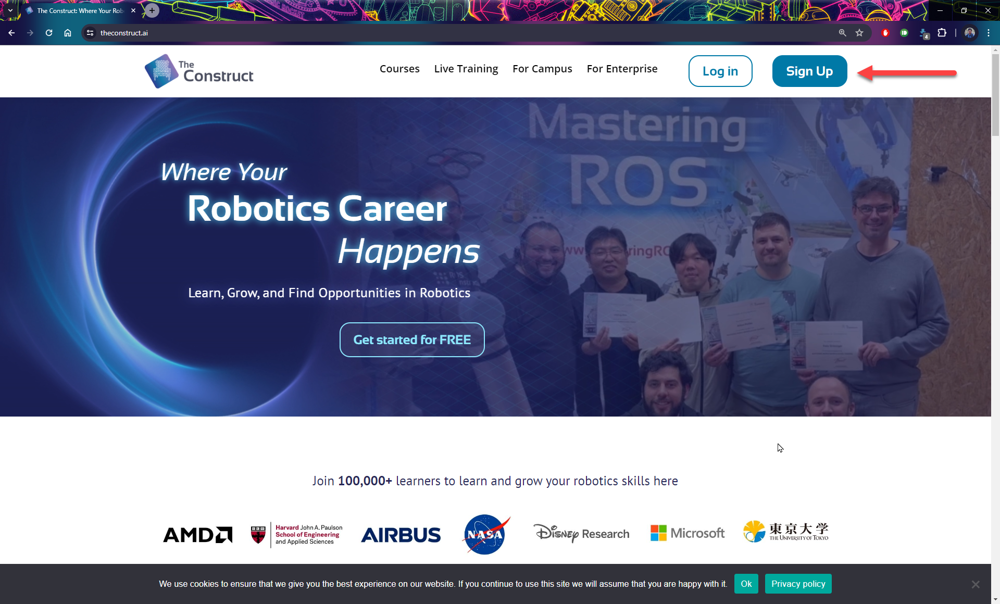 The Construct: Where Your Rob
theconstruct.ai
4
The
Construct
Courses
Live Training
For Campus
For Enterprise
Log in
Sign Up
Mastering
ROS
Where Your
Robotics Career
Happens
Learn, Grow, and Find Opportunities in Robotics
Get started for FREE
Join 100,000+ learners to learn and grow your robotics skills here
AMD
Harvard John A. Paulson
School of Engineering
and Applied Sciences
AIRBUS
NASA
Disney Research
Microsoft
東京大学
THE UNIVERSITY OF TOKYO
We use cookies to ensure that we give you the best experience on our website. If you continue to use this site we will assume that you are happy with it.
Ok
Privacy policy